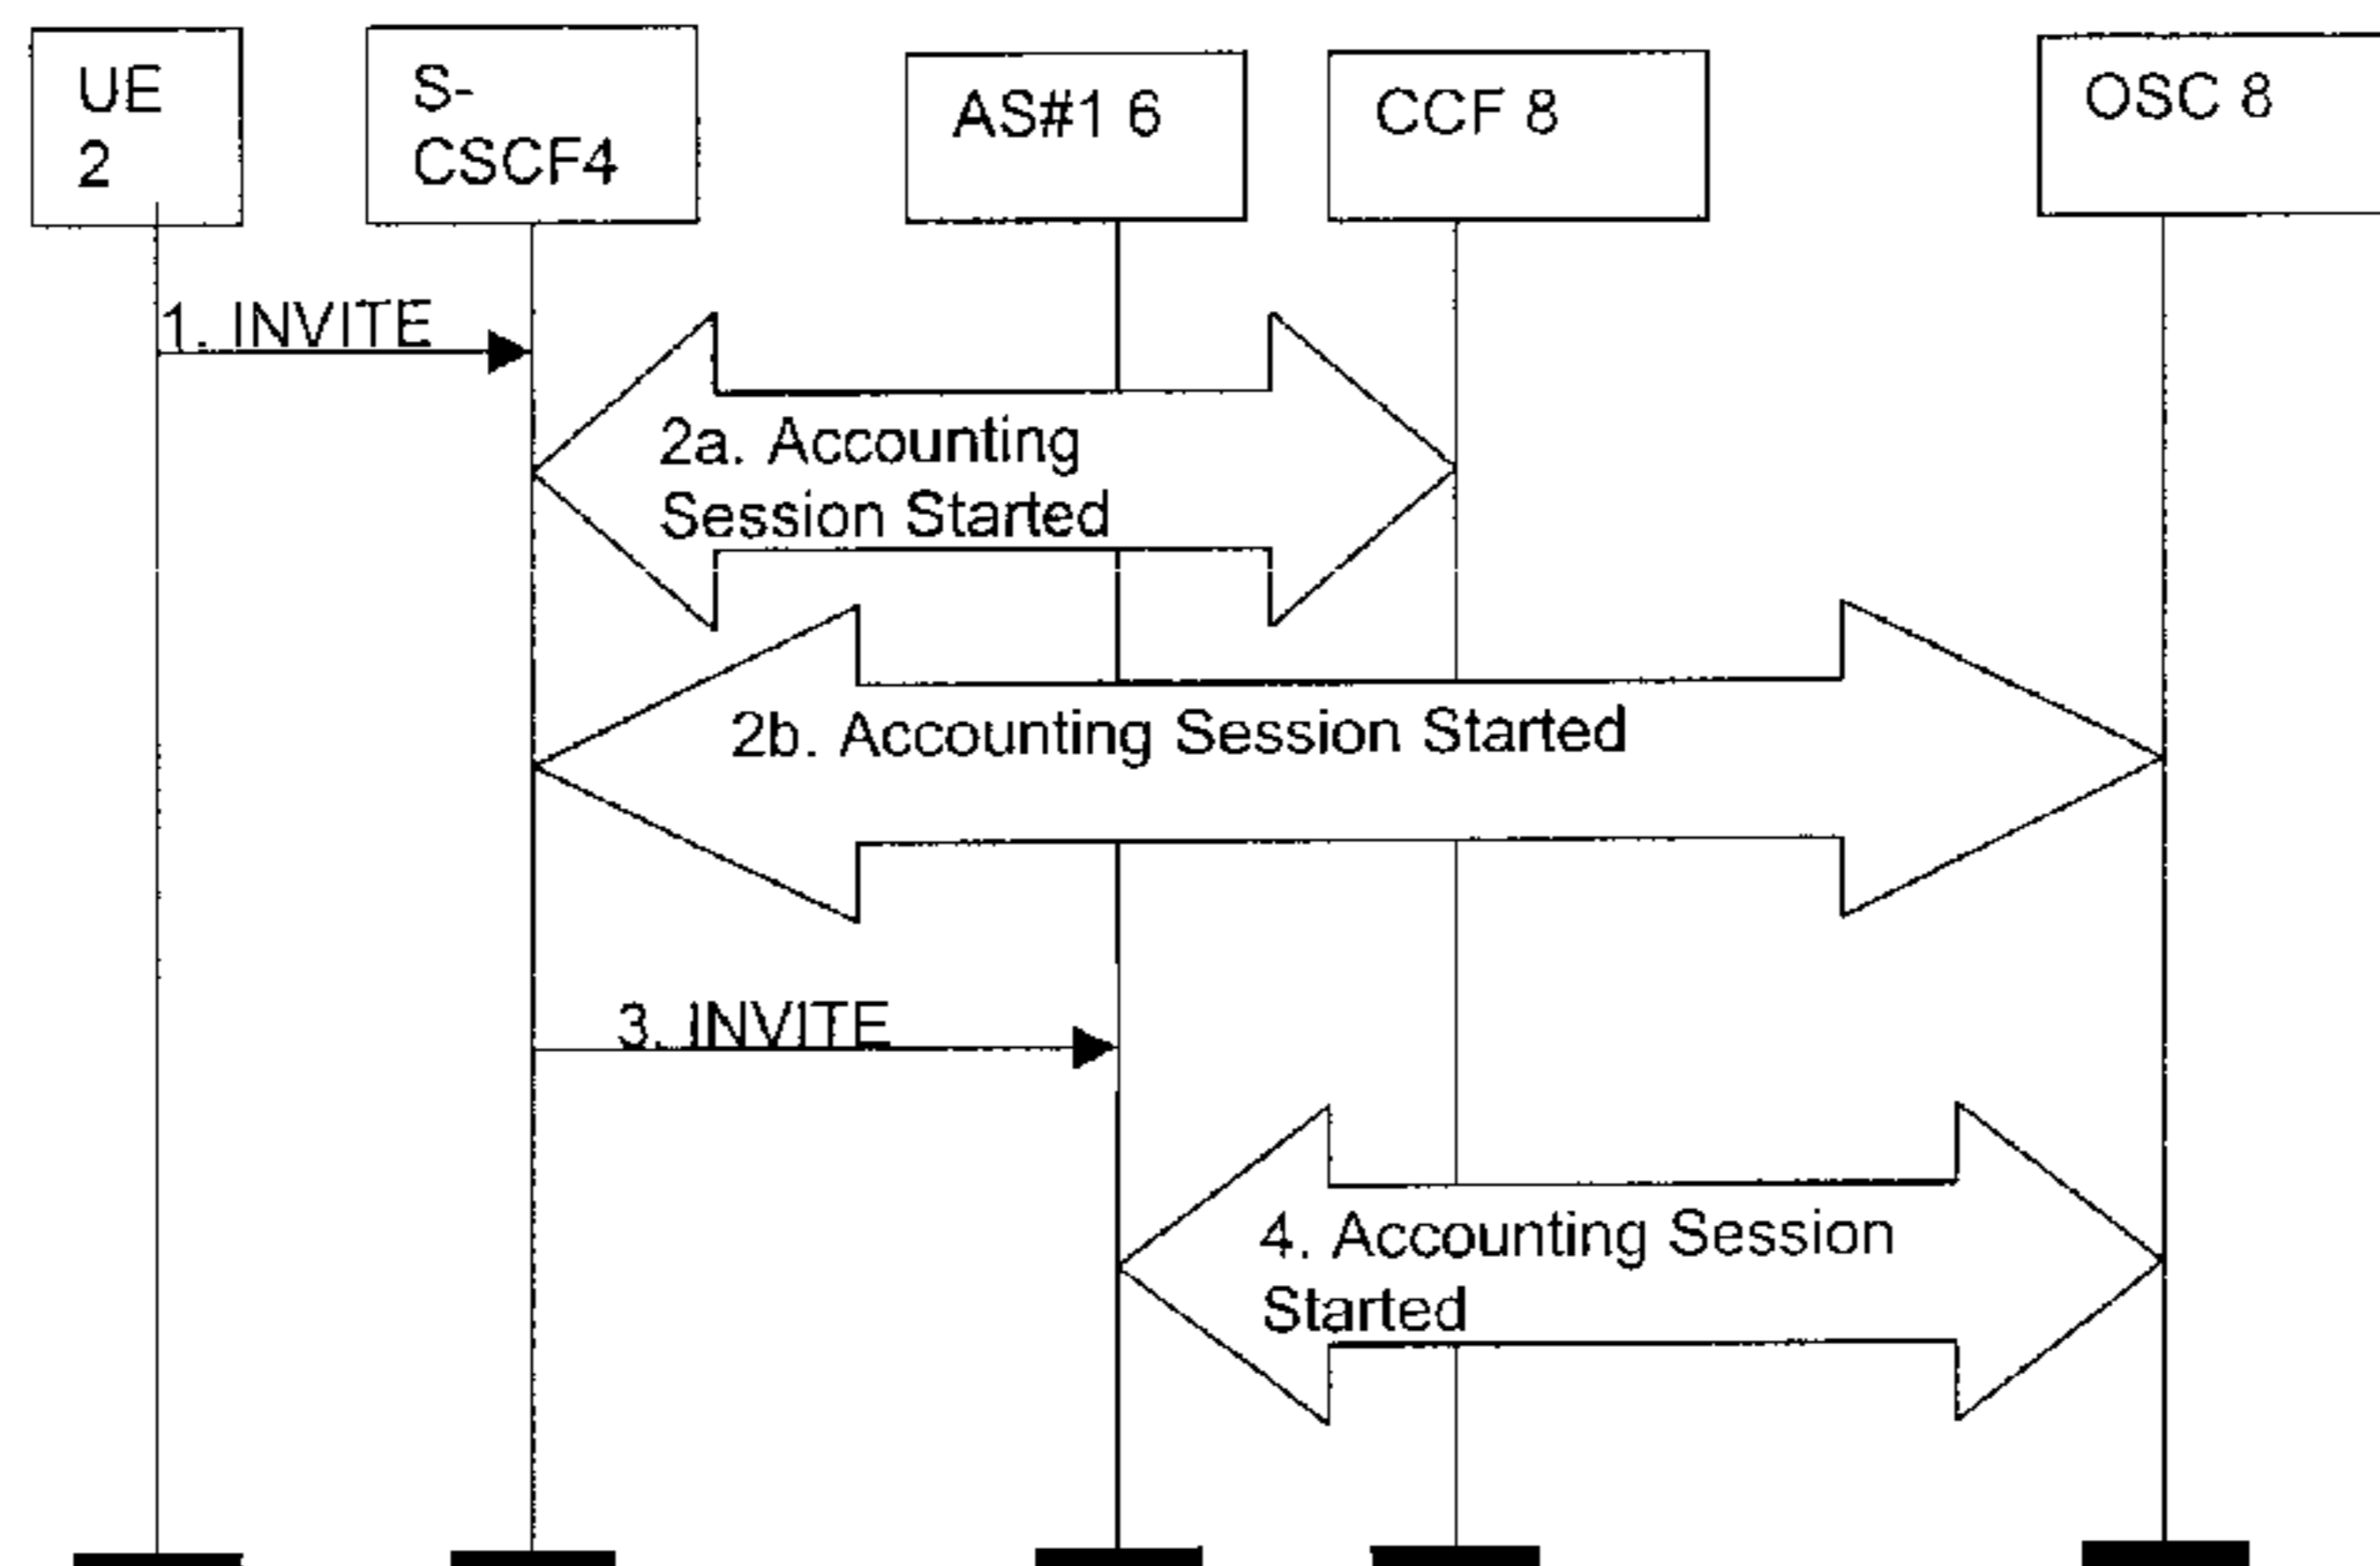 UE
2
S-
CSCF4
AS#1 6
CCF 8
OSC 8
1. INVITE
2a. Accounting
Session Started
2b. Accounting Session Started
3. INVITE
4. Accounting Session
Started